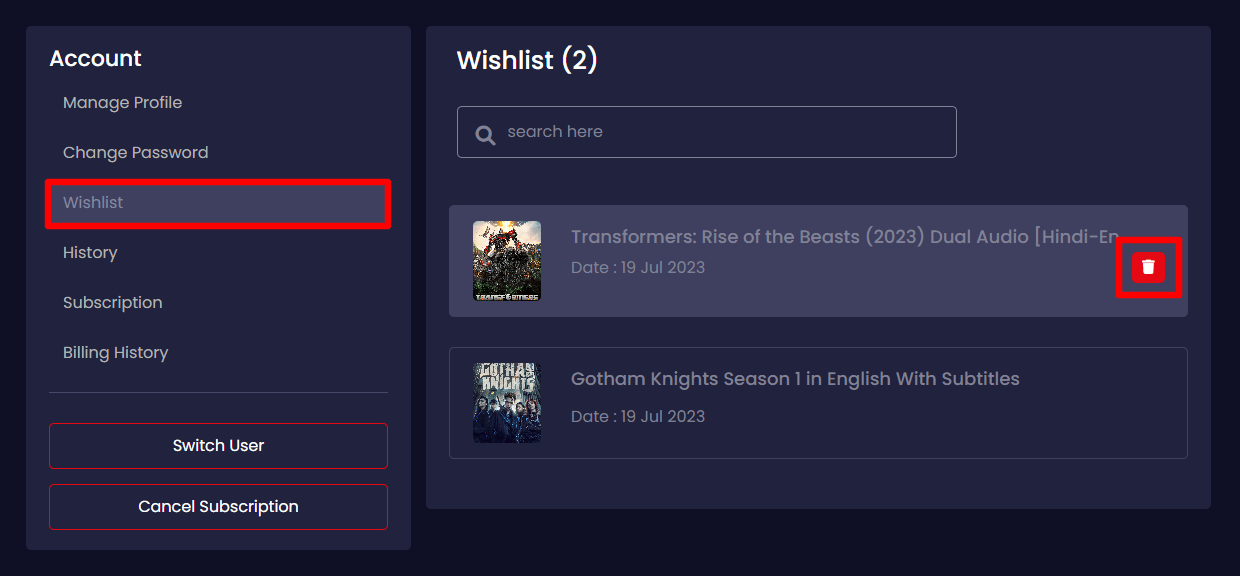 Account
Manage Profile
Change Password
Wishlist
History
Subscription
Billing History
Switch User
Cancel Subscription
Wishlist (2)
search here
Transformers: Rise of the Beasts (2023) Dual Audio [Hindi-En
Date : 19 Jul 2023
TRANSFORMERS
Gotham Knights Season 1 in English With Subtitles
Date : 19 Jul 2023
GOTHAM
KNIGHTS